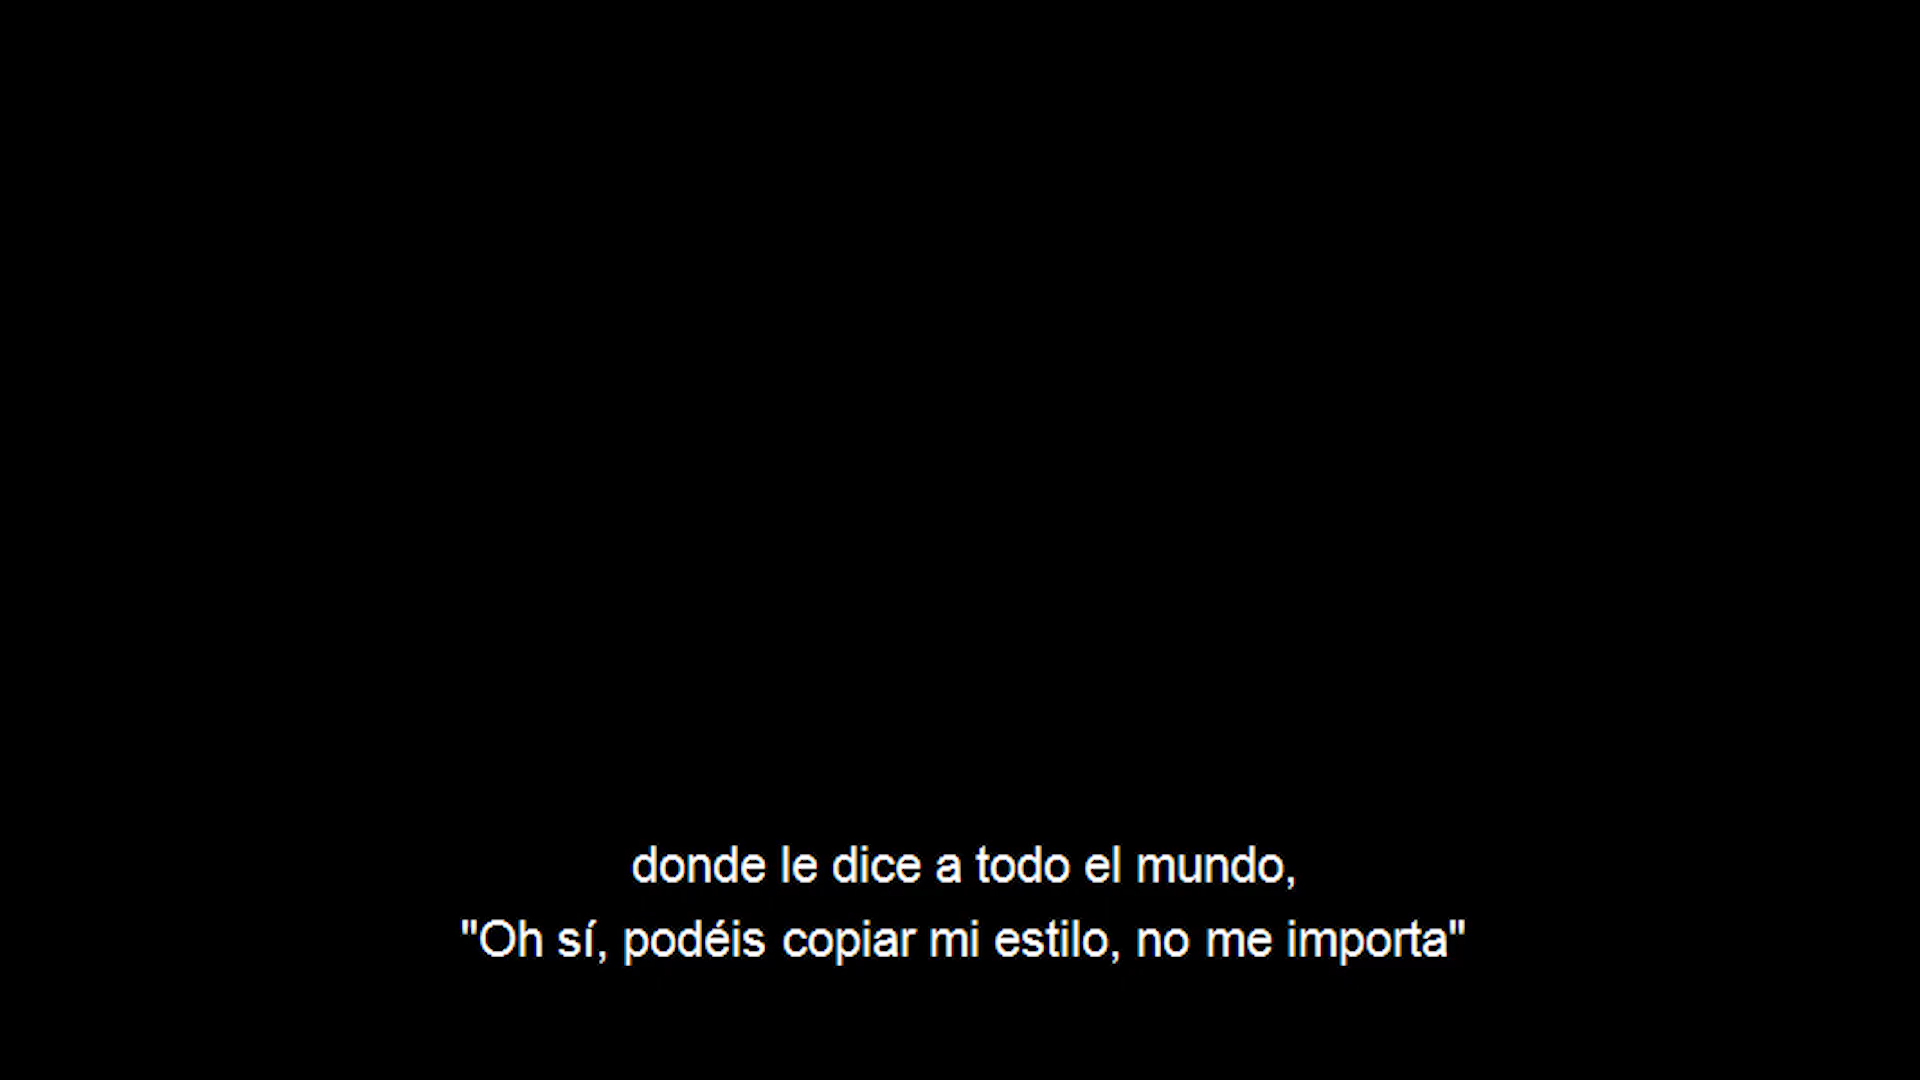 donde le dice a todo el mundo,
"Oh sí, podéis copiar mi estilo, no me importa"